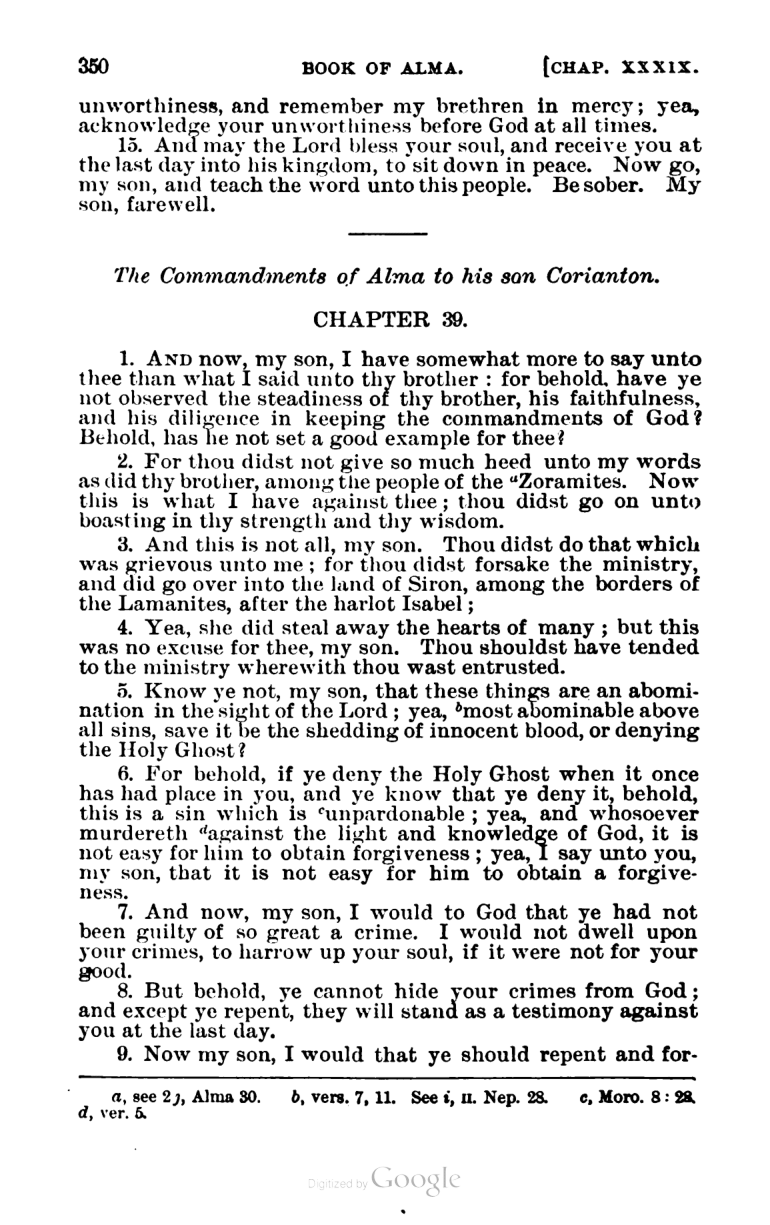 350 BOOK OF ALMA. [CHAP. XXXIX.
unworthiness, and remember my brethren in mercy; yea,
acknowledge your unworthiness before God at all times.
15. And may the Lord bless your soul, and receive you at
the last day into his kingdom, to sit down in peace. Now go,
my son, and teach the word unto this people. Be sober. My
son, farewell.
The Commandments of Alma to his son Corianton.
CHAPTER 39.
1. AND now, my son, I have somewhat more to say unto
thee than what I said unto thy brother : for behold, have ye
not observed the steadiness of thy brother, his faithfulness,
and his diligence in keeping the commandments of God?
Behold, has he not set a good example for thee?
2. For thou didst not give so much heed unto my words
as did thy brother, among the people of the ᵃZoramites. Now
this is what I have against thee; thou didst go on unto
boasting in thy strength and thy wisdom.
3. And this is not all, my son. Thou didst do that which
was grievous unto me; for thou didst forsake the ministry,
and did go over into the land of Siron, among the borders of
the Lamanites, after the harlot Isabel;
4. Yea, she did steal away the hearts of many; but this
was no excuse for thee, my son. Thou shouldst have tended
to the ministry wherewith thou wast entrusted.
5. Know ye not, my son, that these things are an abomi-
nation in the sight of the Lord; yea, ᵇmost abominable above
all sins, save it be the shedding of innocent blood, or denying
the Holy Ghost?
6. For behold, if ye deny the Holy Ghost when it once
has had place in you, and ye know that ye deny it, behold,
this is a sin which is ᶜunpardonable; yea, and whosoever
murdereth ᵈagainst the light and knowledge of God, it is
not easy for him to obtain forgiveness; yea, I say unto you,
my son, that it is not easy for him to obtain a forgive-
ness.
7. And now, my son, I would to God that ye had not
been guilty of so great a crime. I would not dwell upon
your crimes, to harrow up your soul, if it were not for your
good.
8. But behold, ye cannot hide your crimes from God;
and except ye repent, they will stand as a testimony against
you at the last day.
9. Now my son, I would that ye should repent and for-
a, see 2j, Alma 30. b, vers. 7, 11. See i, II. Nep. 28. c, Moro. 8: 28.
d, ver. 5.
Digitized by Google